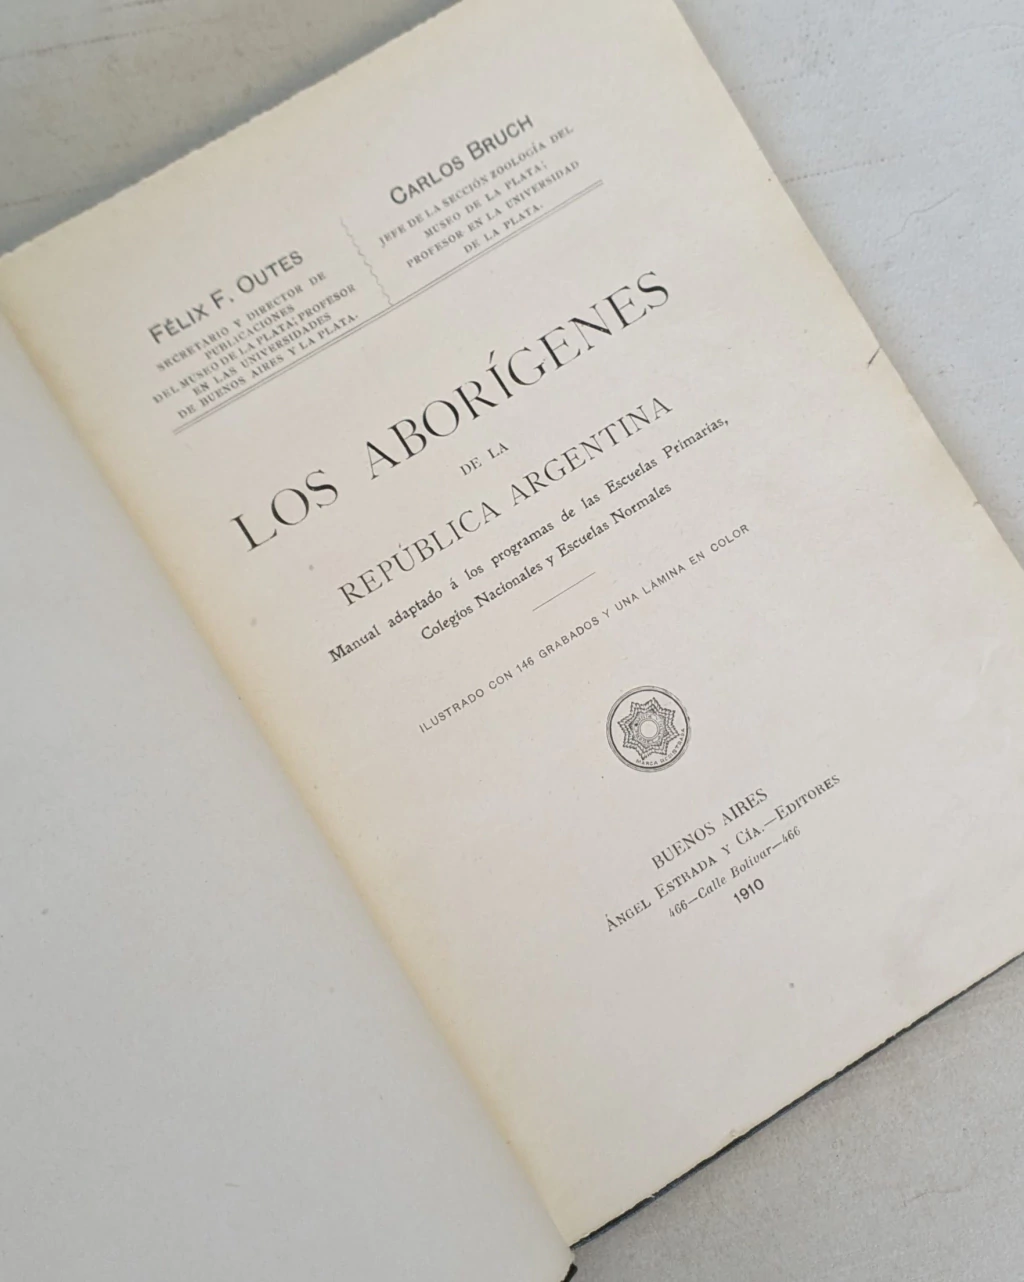 FÉLIX F. OUTES
SECRETARIO Y DIRECTOR DE
PUBLICACIONES
DEL MUSEO DE LA PLATA; PROFESOR
EN LAS UNIVERSIDADES
DE BUENOS AIRES Y LA PLATA.
CARLOS BRUCH
JEFE DE LA SECCIÓN ZOOLOGÍA DEL
MUSEO DE LA PLATA;
PROFESOR EN LA UNIVERSIDAD
DE LA PLATA.
LOS ABORÍGENES
DE LA
REPÚBLICA ARGENTINA
Manual adaptado á los programas de las Escuelas Primarias,
Colegios Nacionales y Escuelas Normales
ILUSTRADO CON 146 GRABADOS Y UNA LÁMINA EN COLOR
MARCA REGISTRADA
BUENOS AIRES
ÁNGEL ESTRADA Y CÍA.—EDITORES
466—Calle Bolívar—466
1910